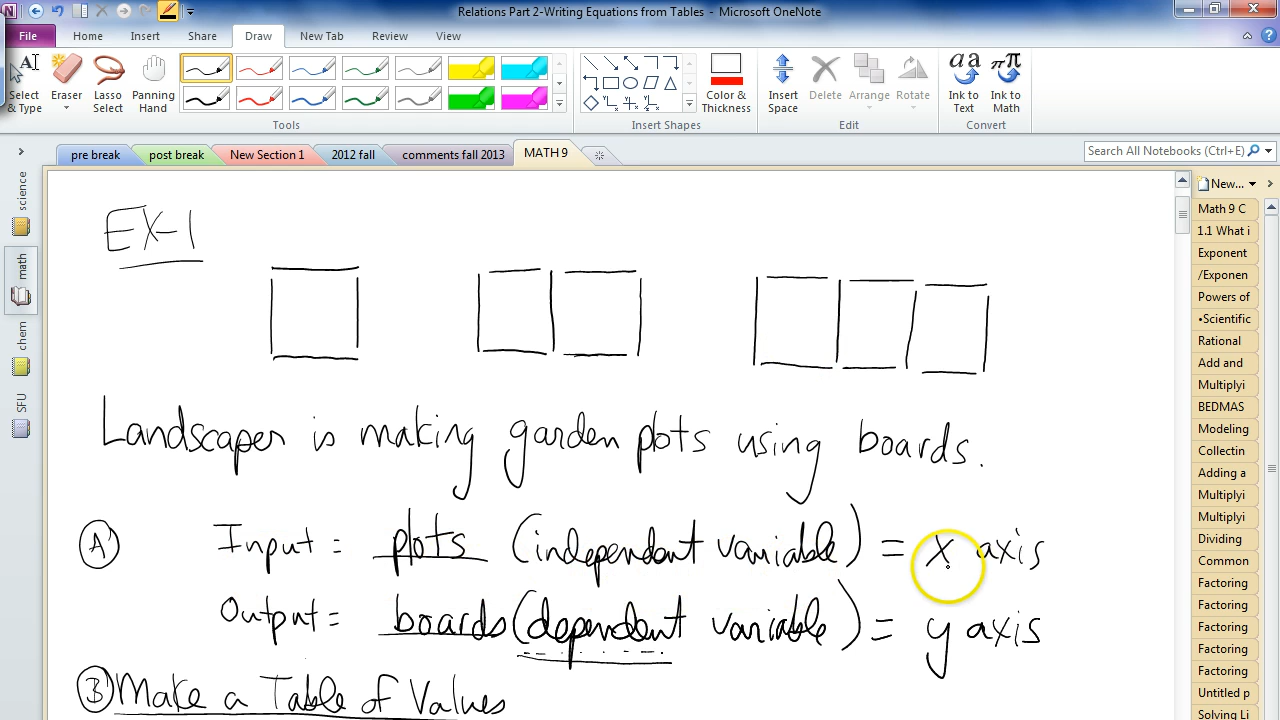 Relations Part 2-Writing Equations from Tables - Microsoft OneNote
File Home Insert Share Draw New Tab Review View
Select & Type
Eraser
Lasso Select
Panning Hand
Color & Thickness
Insert Space
Delete
Arrange
Rotate
Ink to Text
Ink to Math
Tools Insert Shapes Edit Convert
pre break post break New Section 1 2012 fall comments fall 2013 MATH 9 Search All Notebooks (Ctrl+E)
science
math
chem
SFU
EX-1
Landscaper is making garden plots using boards.
A) Input = plots (independent variable) = x axis
Output = boards (dependent variable) = y axis
B) Make a Table of Values
New...
Math 9 C
1.1 What i
Exponent
/Exponen
Powers of
•Scientific
Rational
Add and
Multiplyi
BEDMAS
Modeling
Collectin
Adding a
Multiplyi
Multiplyi
Dividing
Common
Factoring
Factoring
Factoring
Factoring
Factoring
Untitled p
Solving Li